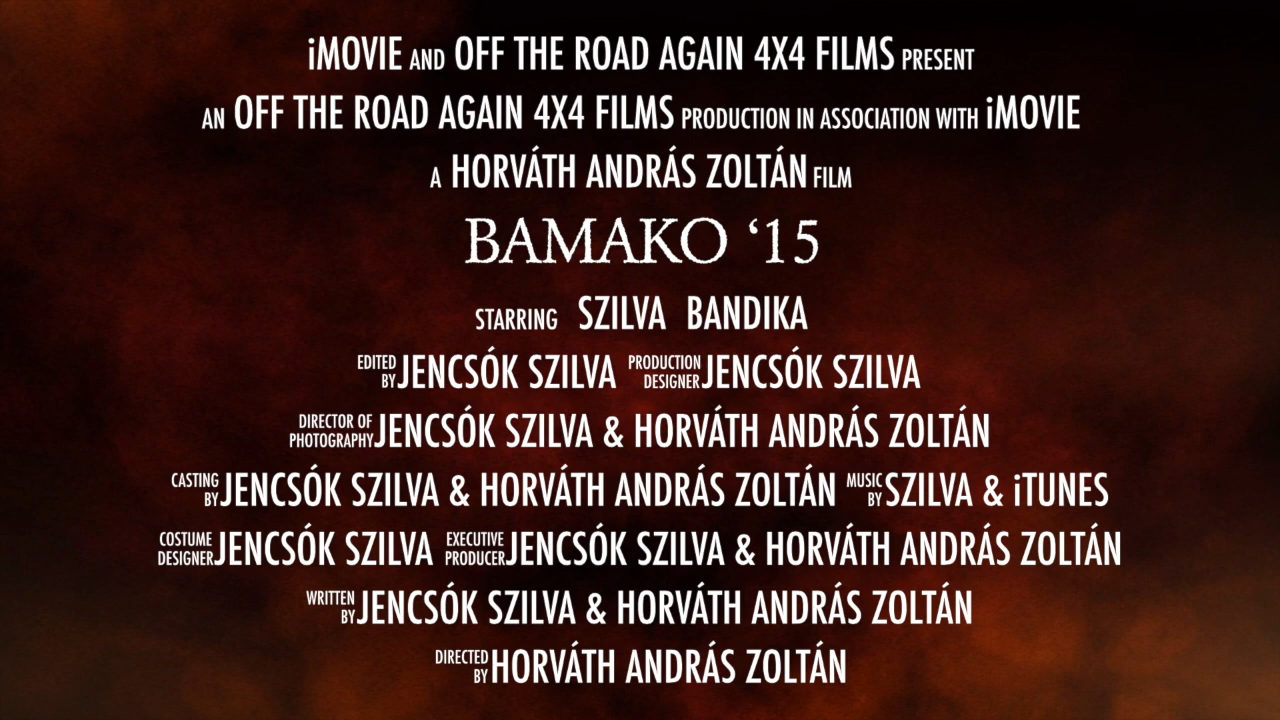 iMOVIE AND OFF THE ROAD AGAIN 4X4 FILMS PRESENT
AN OFF THE ROAD AGAIN 4X4 FILMS PRODUCTION IN ASSOCIATION WITH iMOVIE
A HORVÁTH ANDRÁS ZOLTÁN FILM
BAMAKO ‘15
STARRING SZILVA BANDIKA
EDITED BY JENCSÓK SZILVA PRODUCTION DESIGNER JENCSÓK SZILVA
DIRECTOR OF PHOTOGRAPHY JENCSÓK SZILVA & HORVÁTH ANDRÁS ZOLTÁN
CASTING BY JENCSÓK SZILVA & HORVÁTH ANDRÁS ZOLTÁN MUSIC BY SZILVA & iTUNES
COSTUME DESIGNER JENCSÓK SZILVA EXECUTIVE PRODUCER JENCSÓK SZILVA & HORVÁTH ANDRÁS ZOLTÁN
WRITTEN BY JENCSÓK SZILVA & HORVÁTH ANDRÁS ZOLTÁN
DIRECTED BY HORVÁTH ANDRÁS ZOLTÁN